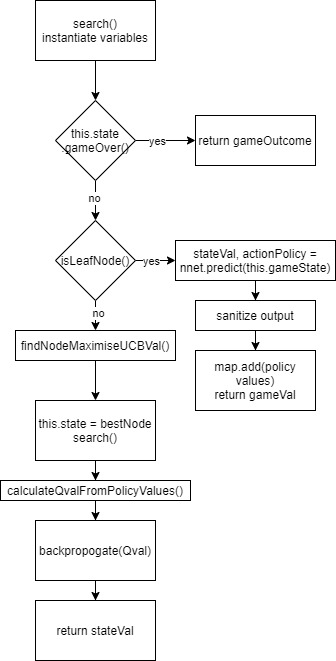 search()
instantiate variables
this.state
.gameOver()
yes
return gameOutcome
no
isLeafNode()
yes
stateVal, actionPolicy =
nnet.predict(this.gameState)
sanitize output
no
findNodeMaximiseUCBVal()
map.add(policy
values)
return gameVal
this.state = bestNode
search()
calculateQvalFromPolicyValues()
backpropogate(Qval)
return stateVal